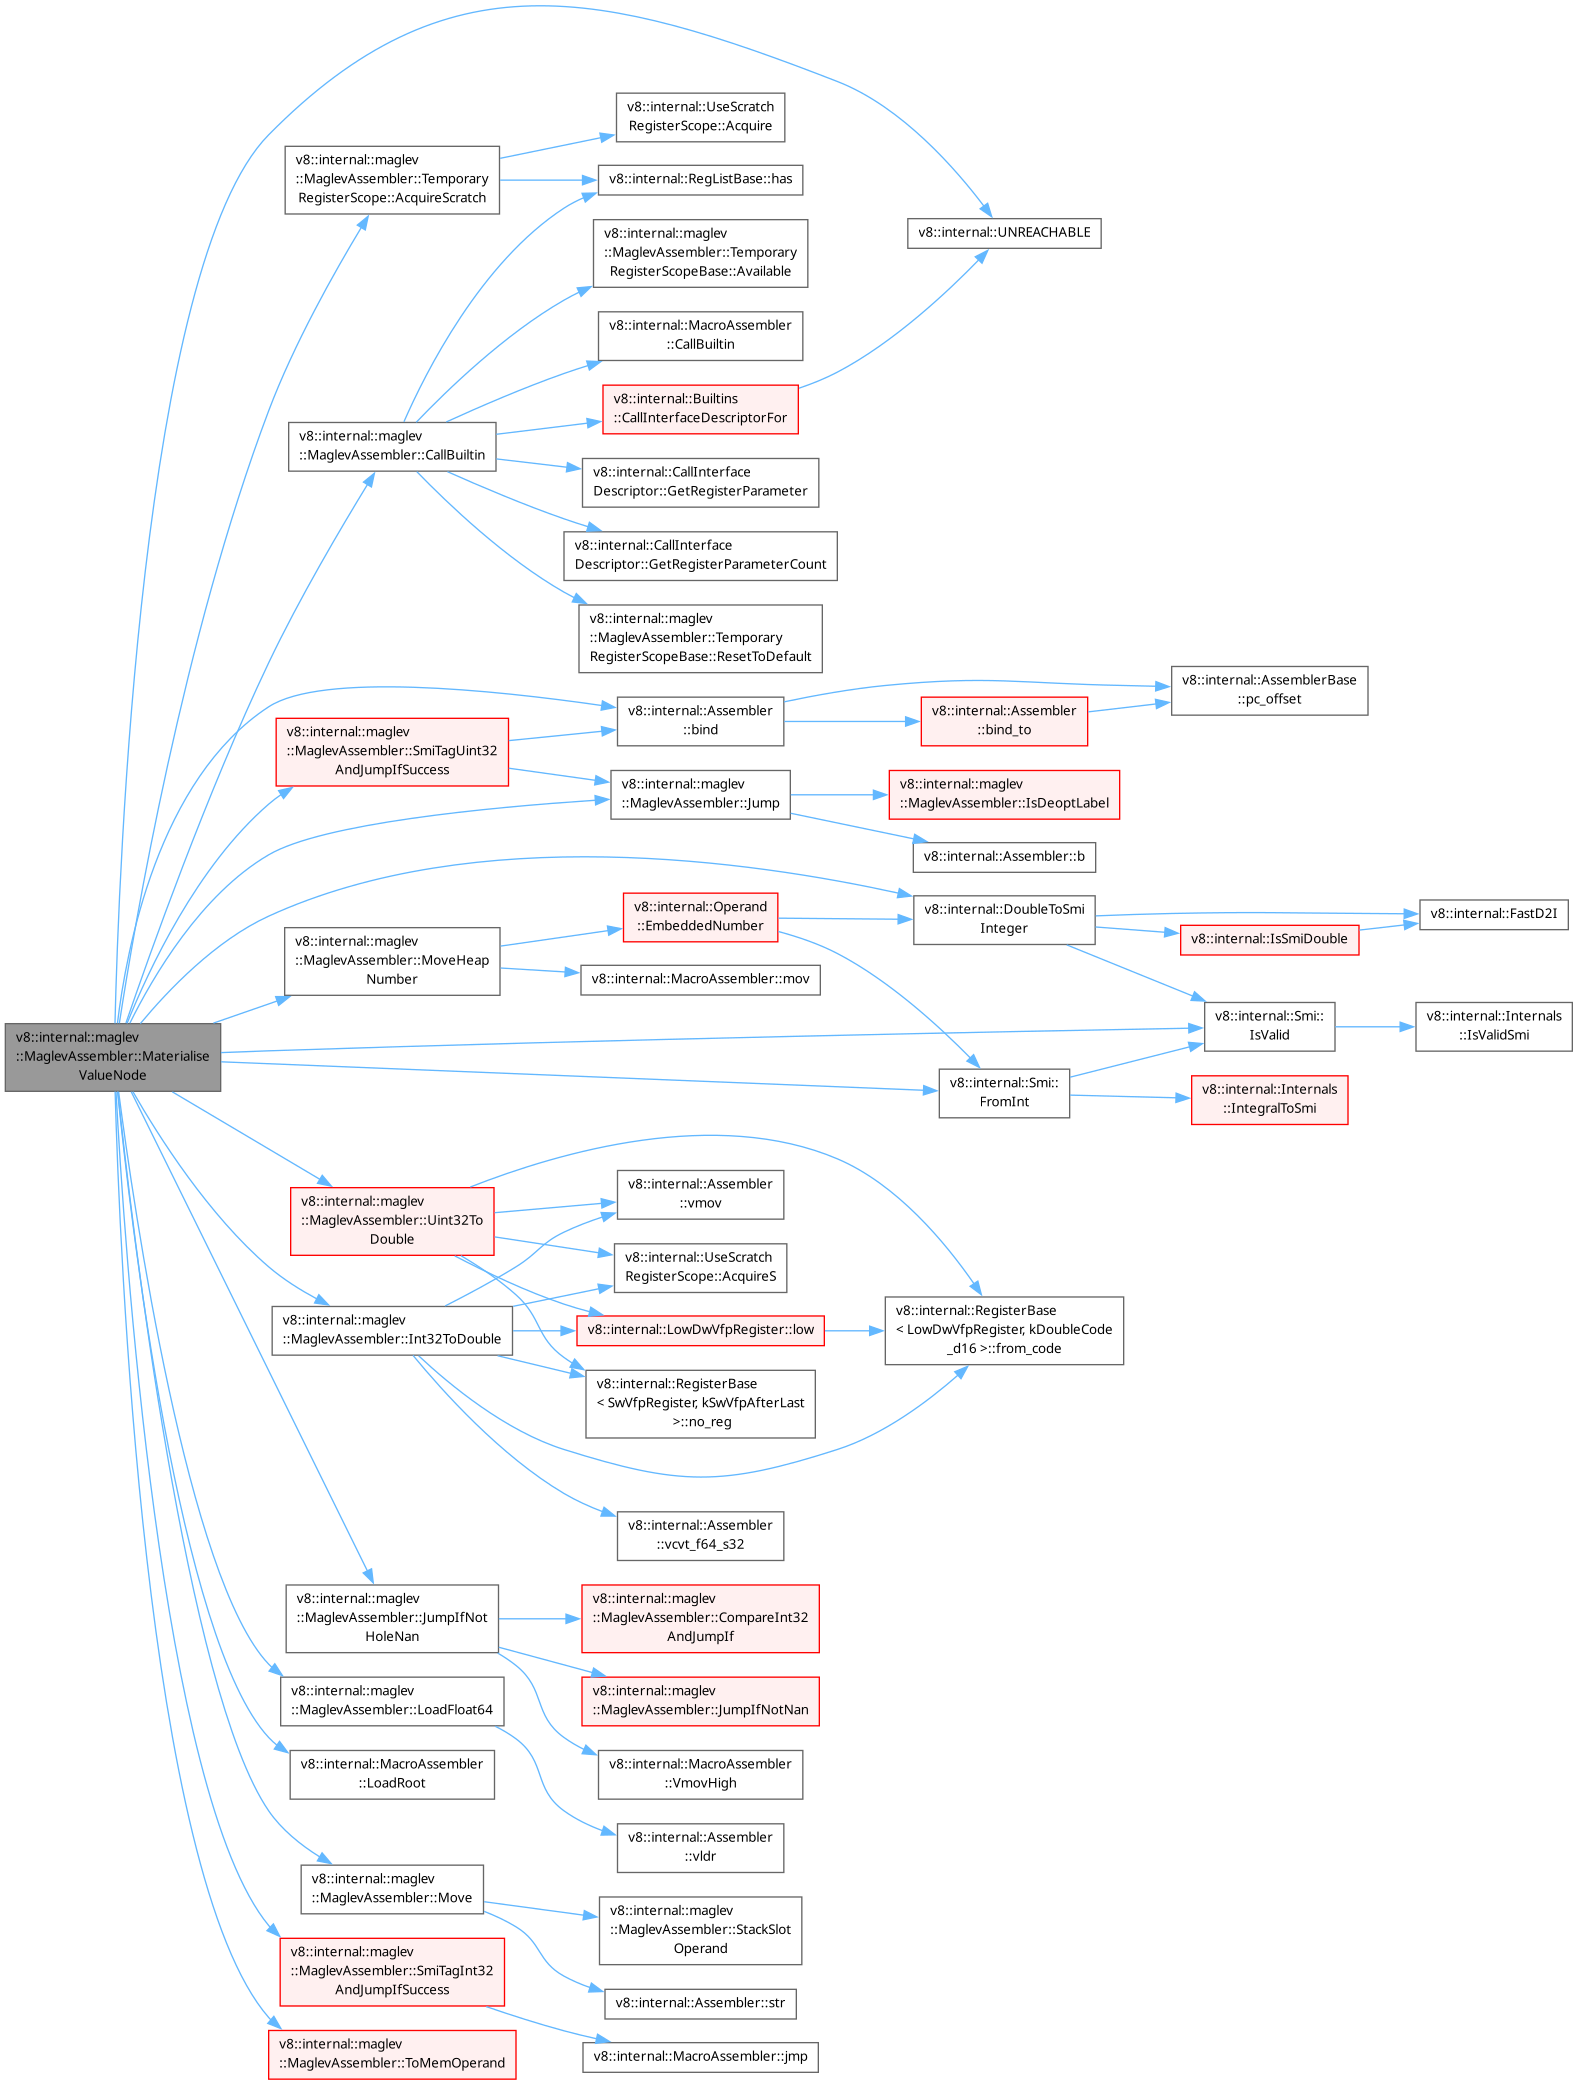 v8::internal::UseScratch
RegisterScope::Acquire
v8::internal::maglev
::MaglevAssembler::Temporary
RegisterScope::AcquireScratch
v8::internal::RegListBase::has
v8::internal::maglev
::MaglevAssembler::Temporary
RegisterScopeBase::Available
v8::internal::UNREACHABLE
v8::internal::MacroAssembler
::CallBuiltin
v8::internal::Builtins
::CallInterfaceDescriptorFor
v8::internal::maglev
::MaglevAssembler::CallBuiltin
v8::internal::CallInterface
Descriptor::GetRegisterParameter
v8::internal::CallInterface
Descriptor::GetRegisterParameterCount
v8::internal::maglev
::MaglevAssembler::Temporary
RegisterScopeBase::ResetToDefault
v8::internal::AssemblerBase
::pc_offset
v8::internal::Assembler
::bind
v8::internal::Assembler
::bind_to
v8::internal::maglev
::MaglevAssembler::SmiTagUint32
AndJumpIfSuccess
v8::internal::maglev
::MaglevAssembler::Jump
v8::internal::maglev
::MaglevAssembler::IsDeoptLabel
v8::internal::Assembler::b
v8::internal::Operand
::EmbeddedNumber
v8::internal::DoubleToSmi
Integer
v8::internal::FastD2I
v8::internal::IsSmiDouble
v8::internal::maglev
::MaglevAssembler::MoveHeap
Number
v8::internal::MacroAssembler::mov
v8::internal::Smi::
IsValid
v8::internal::Internals
::IsValidSmi
v8::internal::maglev
::MaglevAssembler::Materialise
ValueNode
v8::internal::Smi::
FromInt
v8::internal::Internals
::IntegralToSmi
v8::internal::maglev
::MaglevAssembler::Uint32To
Double
v8::internal::Assembler
::vmov
v8::internal::UseScratch
RegisterScope::AcquireS
v8::internal::maglev
::MaglevAssembler::Int32ToDouble
v8::internal::LowDwVfpRegister::low
v8::internal::RegisterBase
< LowDwVfpRegister, kDoubleCode
_d16 >::from_code
v8::internal::RegisterBase
< SwVfpRegister, kSwVfpAfterLast
>::no_reg
v8::internal::Assembler
::vcvt_f64_s32
v8::internal::maglev
::MaglevAssembler::JumpIfNot
HoleNan
v8::internal::maglev
::MaglevAssembler::CompareInt32
AndJumpIf
v8::internal::maglev
::MaglevAssembler::JumpIfNotNan
v8::internal::maglev
::MaglevAssembler::LoadFloat64
v8::internal::MacroAssembler
::LoadRoot
v8::internal::MacroAssembler
::VmovHigh
v8::internal::Assembler
::vldr
v8::internal::maglev
::MaglevAssembler::Move
v8::internal::maglev
::MaglevAssembler::StackSlot
Operand
v8::internal::maglev
::MaglevAssembler::SmiTagInt32
AndJumpIfSuccess
v8::internal::Assembler::str
v8::internal::maglev
::MaglevAssembler::ToMemOperand
v8::internal::MacroAssembler::jmp